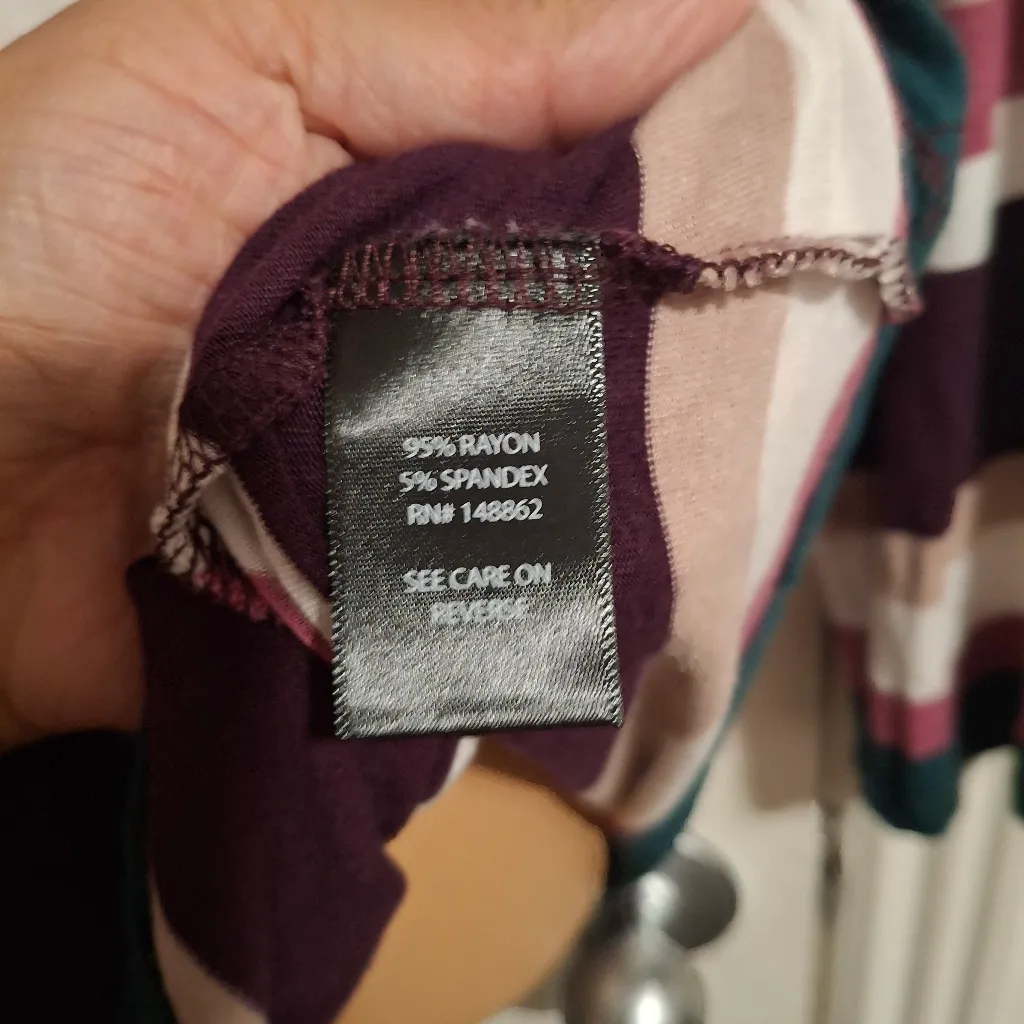 95% RAYON
5% SPANDEX
RN# 148862
SEE CARE ON
REVERSE